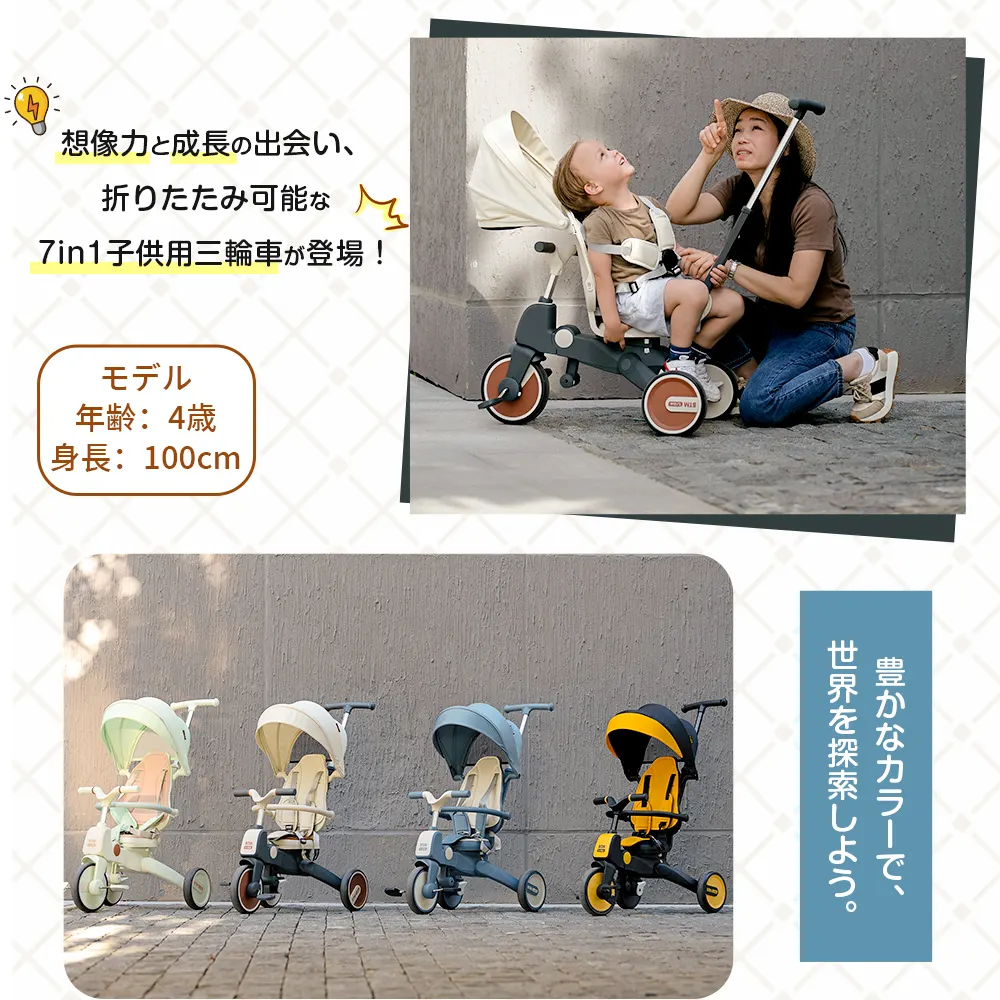 想像力と成長の出会い、
折りたたみ可能な
7in1子供用三輪車が登場！
モデル
年齢：4歳
身長：100cm
豊かなカラーで、
世界を探索しよう。